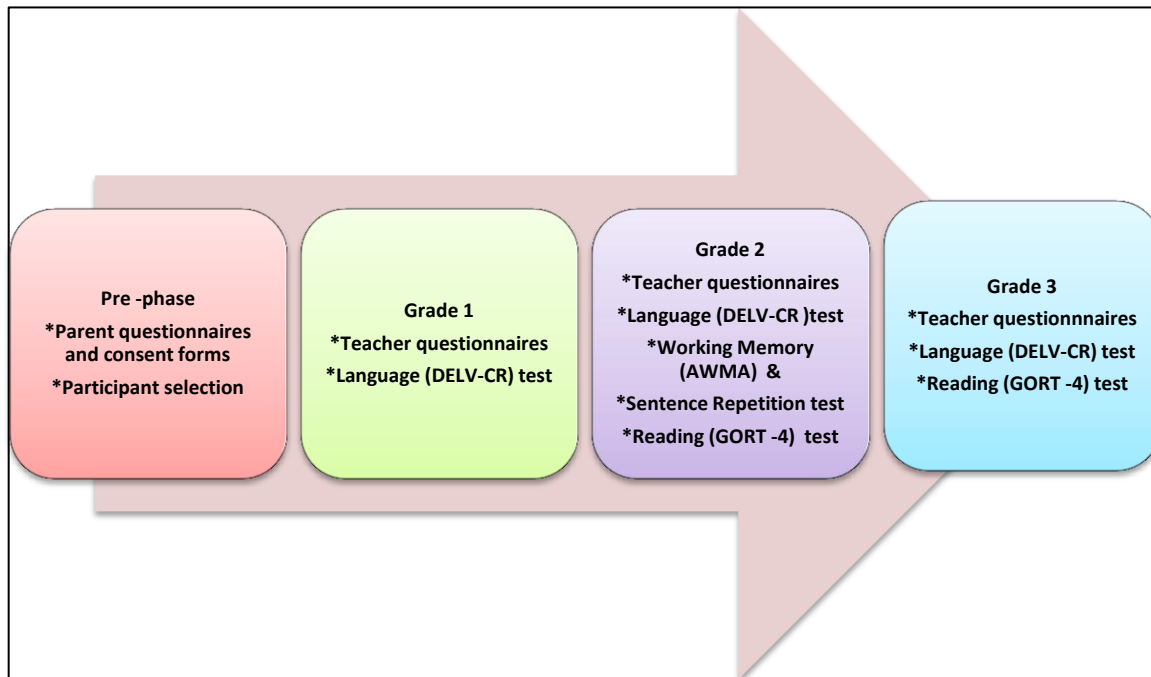 Pre -phase
*Parent questionnaires
and consent forms
*Participant selection
Grade 1
*Teacher questionnaires
*Language (DELV-CR) test
Grade 2
*Teacher questionnaires
*Language (DELV-CR )test
*Working Memory
(AWMA)  &
*Sentence Repetition test
*Reading (GORT -4)  test
Grade 3
*Teacher questionnnaires
*Language (DELV-CR) test
*Reading (GORT -4) test